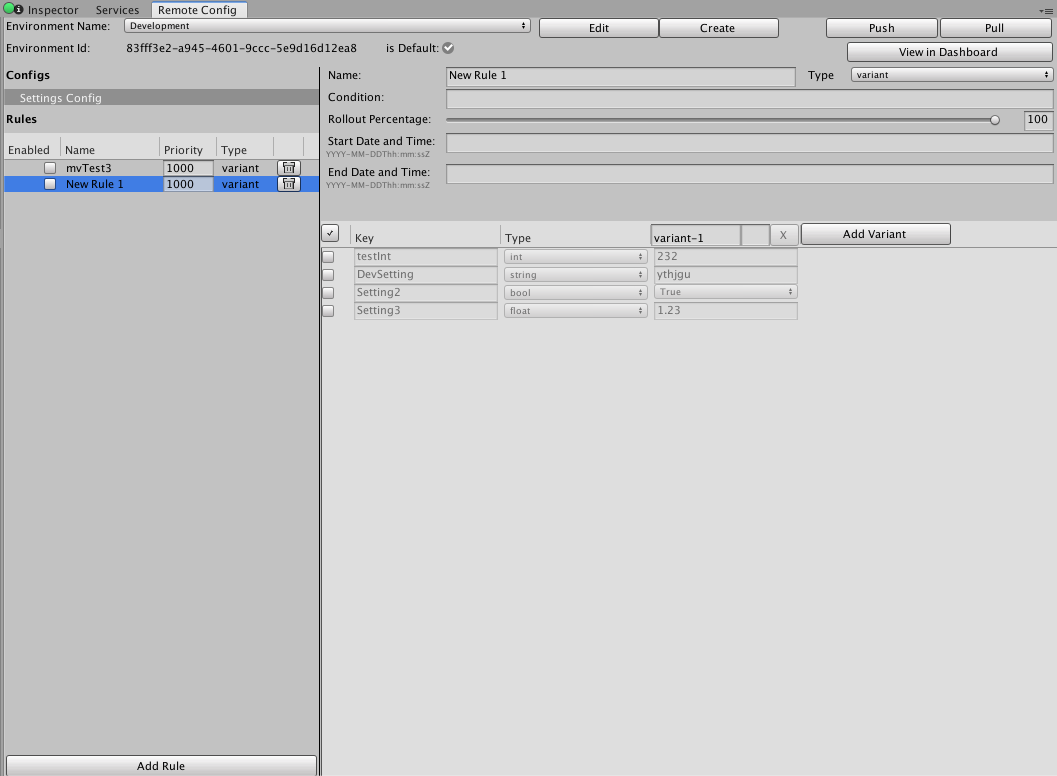 Inspector Services Remote Config
Environment Name: Development Edit Create Push Pull
Environment Id: 83fff3e2-a945-4601-9ccc-5e9d16d12ea8 is Default: View in Dashboard
Configs
Settings Config
Rules
Enabled Name Priority Type
mvTest3 1000 variant
New Rule 1 1000 variant
Add Rule
Name: New Rule 1 Type variant
Condition:
Rollout Percentage: 100
Start Date and Time:
YYYY-MM-DDThh:mm:ssZ
End Date and Time:
YYYY-MM-DDThh:mm:ssZ
Key Type variant-1 X Add Variant
testInt int 232
DevSetting string ythjgu
Setting2 bool True
Setting3 float 1.23